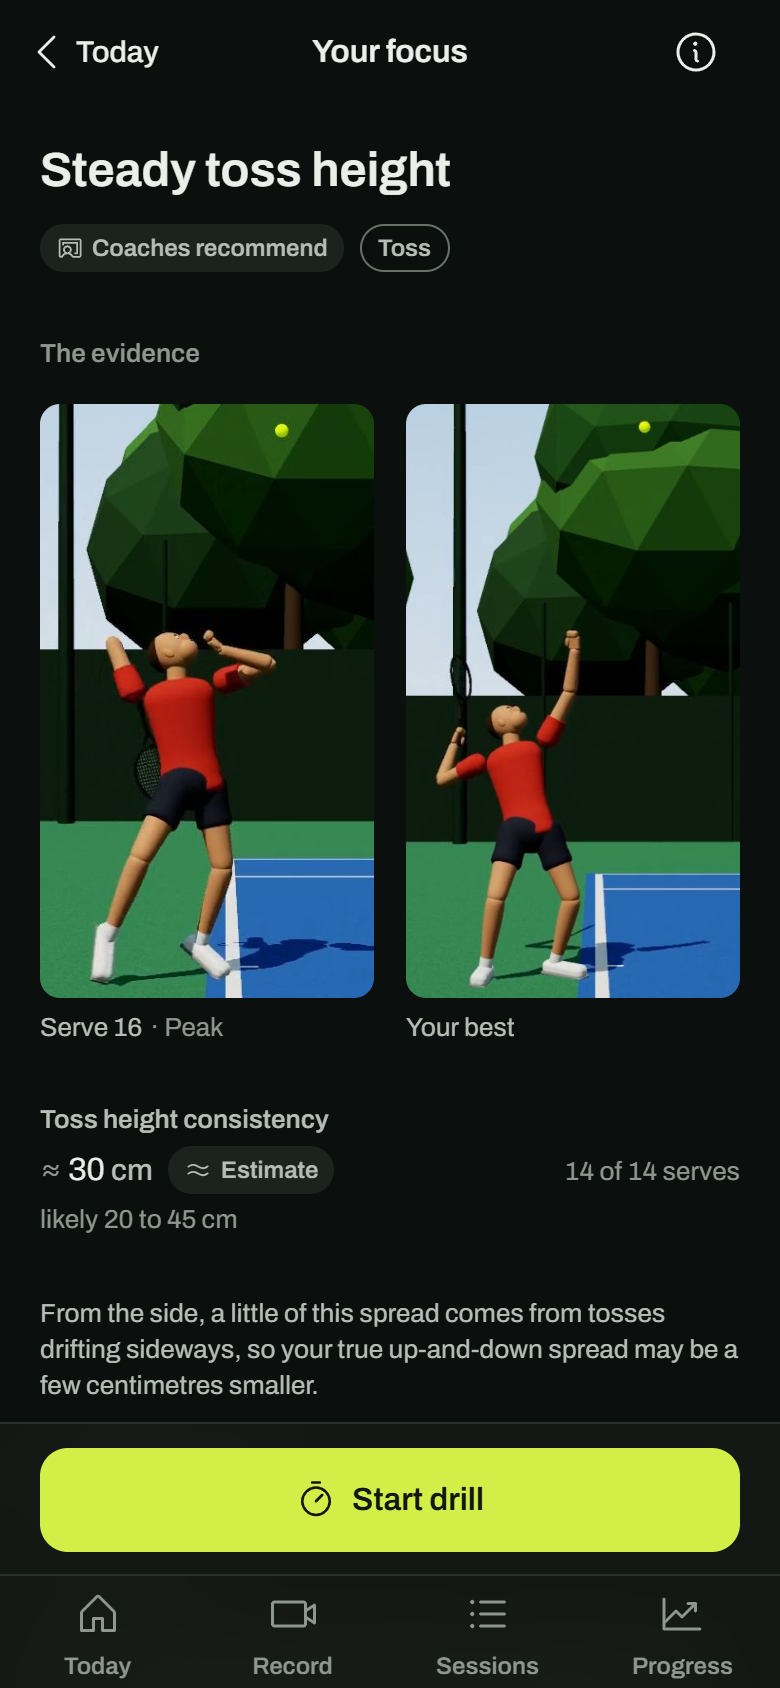 Today
Your focus
Steady toss height
Coaches recommend
Toss
The evidence
Serve 16 · Peak
Your best
Toss height consistency
≈ 30 cm
≈ Estimate
14 of 14 serves
likely 20 to 45 cm
From the side, a little of this spread comes from tosses
drifting sideways, so your true up-and-down spread may be a
few centimetres smaller.
Start drill
Today
Record
Sessions
Progress